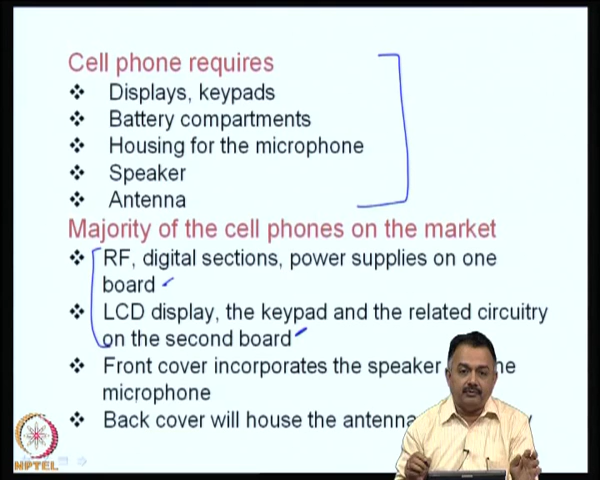 Cell phone requires
❖ Displays, keypads
❖ Battery compartments
❖ Housing for the microphone
❖ Speaker
❖ Antenna
Majority of the cell phones on the market
❖ RF, digital sections, power supplies on one
board
❖ LCD display, the keypad and the related circuitry
on the second board
❖ Front cover incorporates the speaker
microphone
❖ Back cover will house the antenna
NPTEL